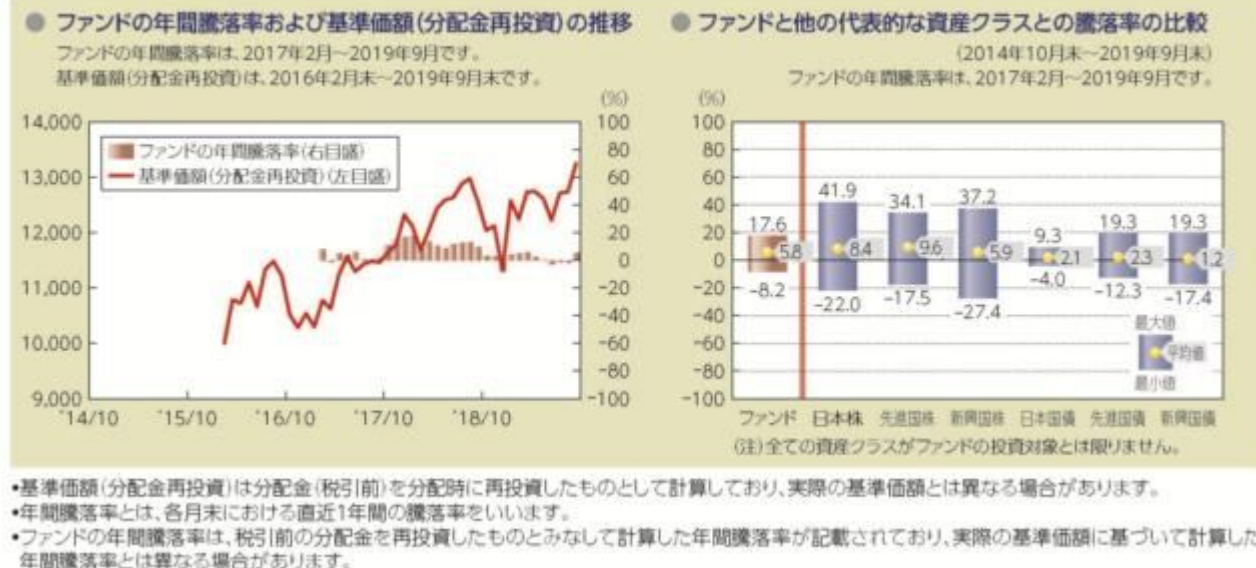 ● ファンドの年間騰落率および基準価額(分配金再投資)の推移
ファンドの年間騰落率は、2017年2月～2019年9月です。
基準価額(分配金再投資)は、2016年2月末～2019年9月末です。
(%)
14,000
13,000
12,000
11,000
10,000
9,000
100
80
60
40
20
0
-20
-40
-60
-80
-100
ファンドの年間騰落率(右目盛)
基準価額(分配金再投資)(左目盛)
'14/10 '15/10 '16/10 '17/10 '18/10
● ファンドと他の代表的な資産クラスとの騰落率の比較
(2014年10月末～2019年9月末)
ファンドの年間騰落率は、2017年2月～2019年9月です。
(%)
100
80
60
40
20
0
-20
-40
-60
-80
-100
17.6 41.9 34.1 37.2 9.3 19.3 19.3
5.8 8.4 9.6 5.9 2.1 2.3 1.2
-8.2 -22.0 -17.5 -27.4 -4.0 -12.3 -17.4
最大値
平均値
最小値
ファンド 日本株 先進国株 新興国株 日本国債 先進国債 新興国債
(注)全ての資産クラスがファンドの投資対象とは限りません。
•基準価額(分配金再投資)は分配金(税引前)を分配時に再投資したものとして計算しており、実際の基準価額とは異なる場合があります。
•年間騰落率とは、各月末における直近1年間の騰落率をいいます。
•ファンドの年間騰落率は、税引前の分配金を再投資したものとみなして計算した年間騰落率が記載されており、実際の基準価額に基づいて計算した
年間騰落率とは異なる場合があります。